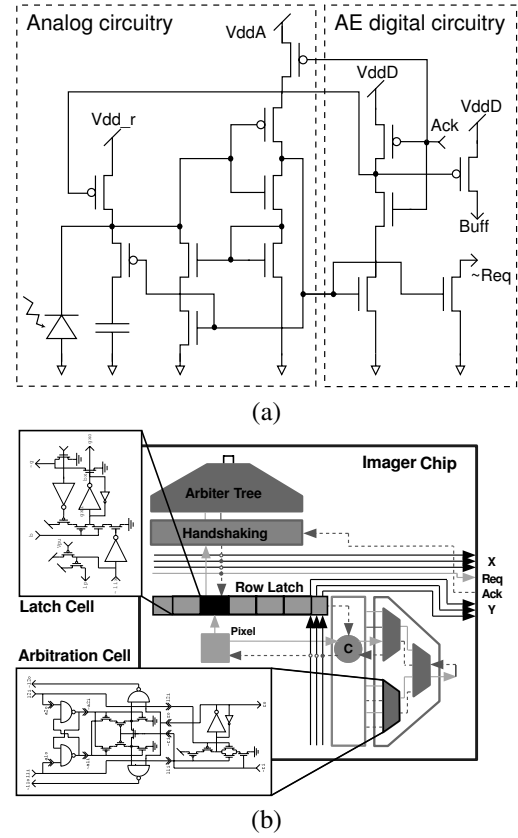 Analog circuitry
AE digital circuitry
VddA
VddD
VddD
Vdd_r
Ack
Buff
~Req
(a)
Imager Chip
Arbiter Tree
Handshaking
X
Req
Ack
Y
Row Latch
Latch Cell
Pixel
C
Arbitration Cell
(b)